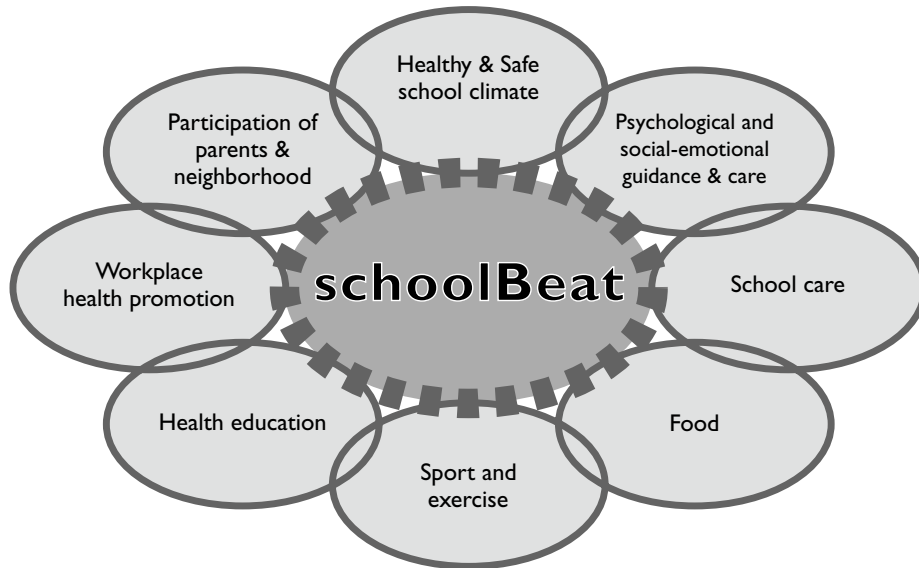 Healthy & Safe
school climate
Psychological and
social-emotional
guidance & care
School care
Food
Sport and
exercise
Health education
Workplace
health promotion
Participation of
parents &
neighborhood
schoolBeat